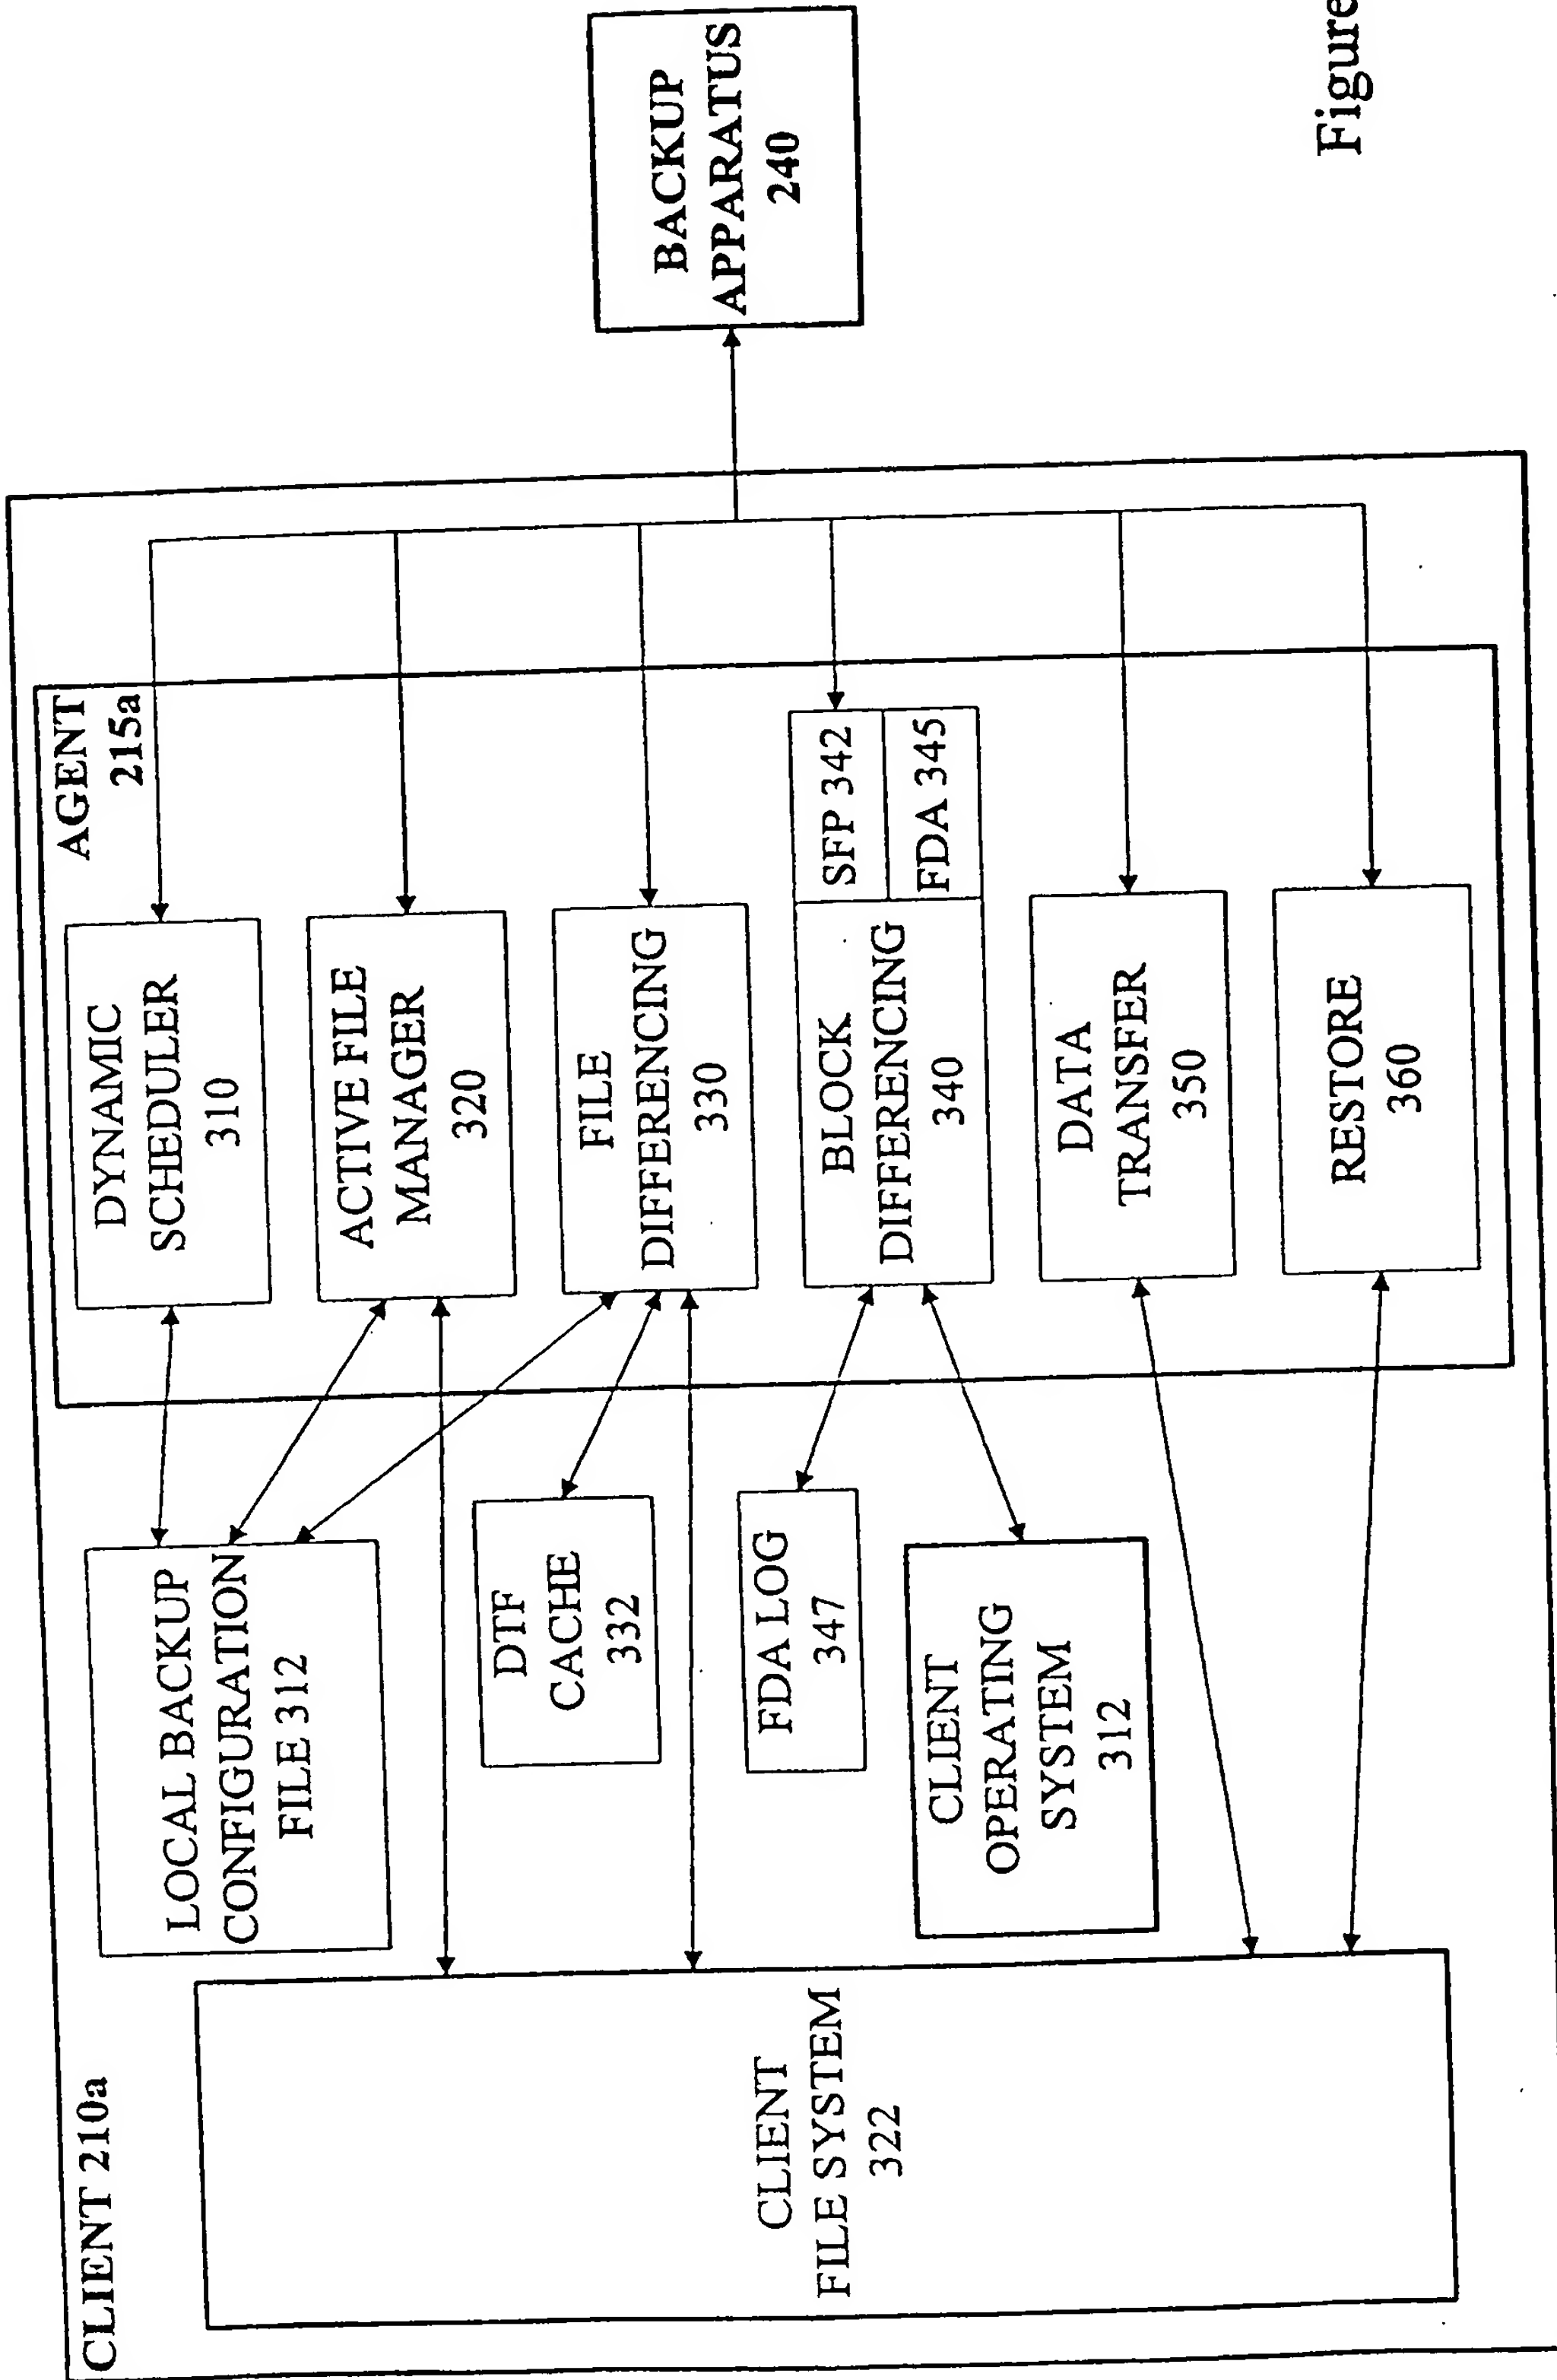 CLIENT 210a
CLIENT
FILE SYSTEM
322
LOCAL BACKUP
CONFIGURATION
FILE 312
DTF
CACHE
332
FDA LOG
347
CLIENT
OPERATING
SYSTEM
312
AGENT
215a
DYNAMIC
SCHEDULER
310
ACTIVE FILE
MANAGER
320
FILE
DIFFERENCING
330
BLOCK
DIFFERENCING
340
SFP 342
FDA 345
DATA
TRANSFER
350
RESTORE
360
BACKUP
APPARATUS
240
Figure